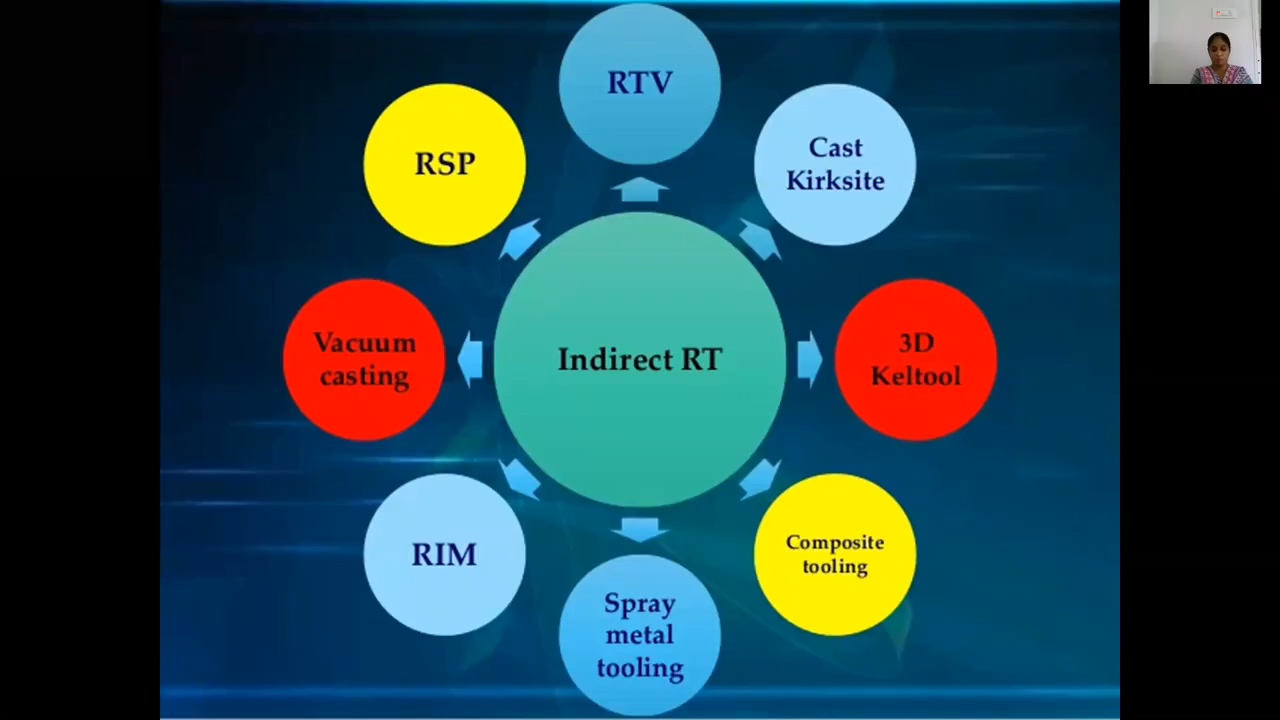 RTV
Cast
Kirksite
3D
Keltool
Composite
tooling
Spray
metal
tooling
RIM
Vacuum
casting
RSP
Indirect RT